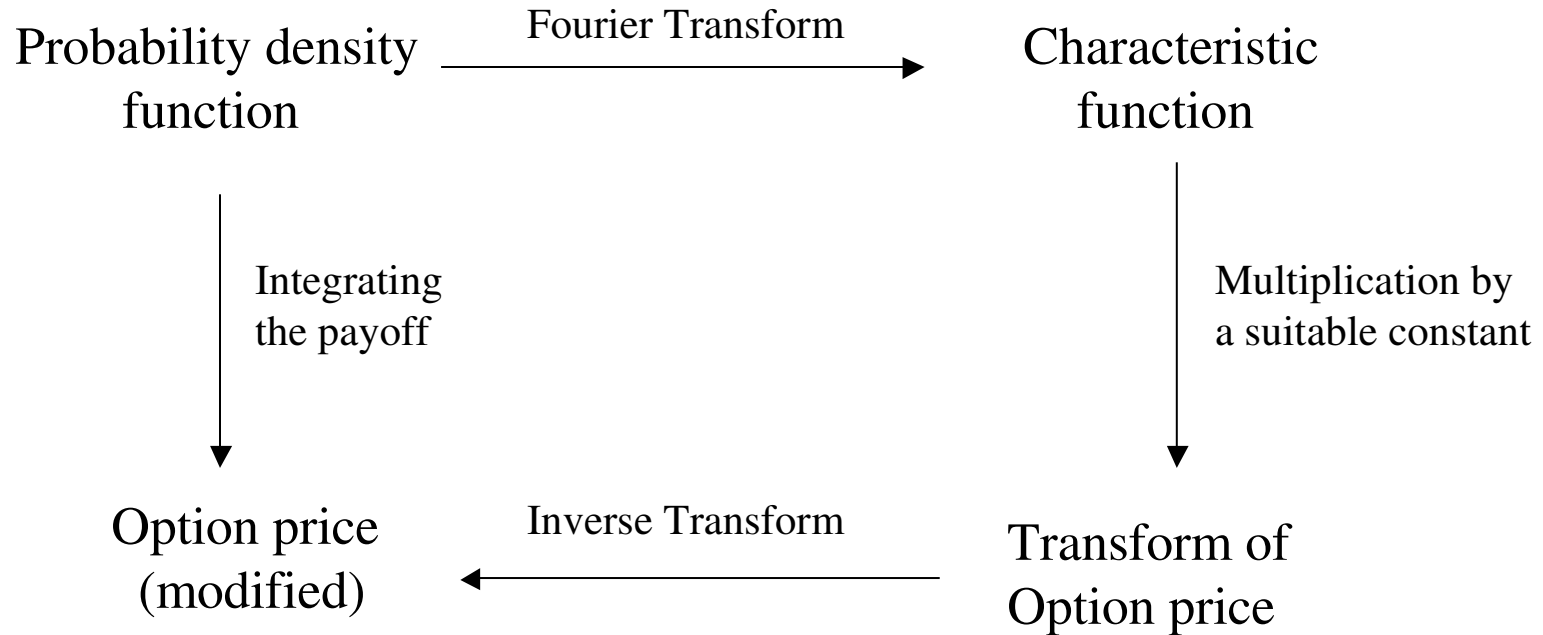 Probability density
function
Fourier Transform
Characteristic
function
Integrating
the payoff
Multiplication by
a suitable constant
Option price
(modified)
Inverse Transform
Transform of
Option price